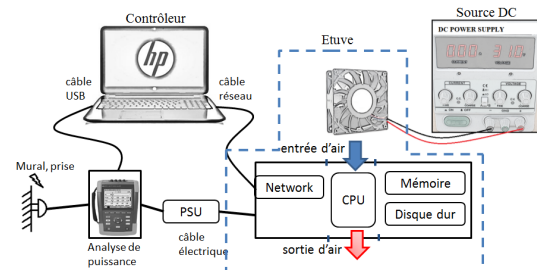 Contrôleur
Source DC
DC POWER SUPPLY
Etuve
hp
câble
USB
câble
réseau
entrée d'air
Mural, prise
Network
CPU
Mémoire
Disque dur
PSU
Analyse de
puissance
câble
électrique
sortie d'air